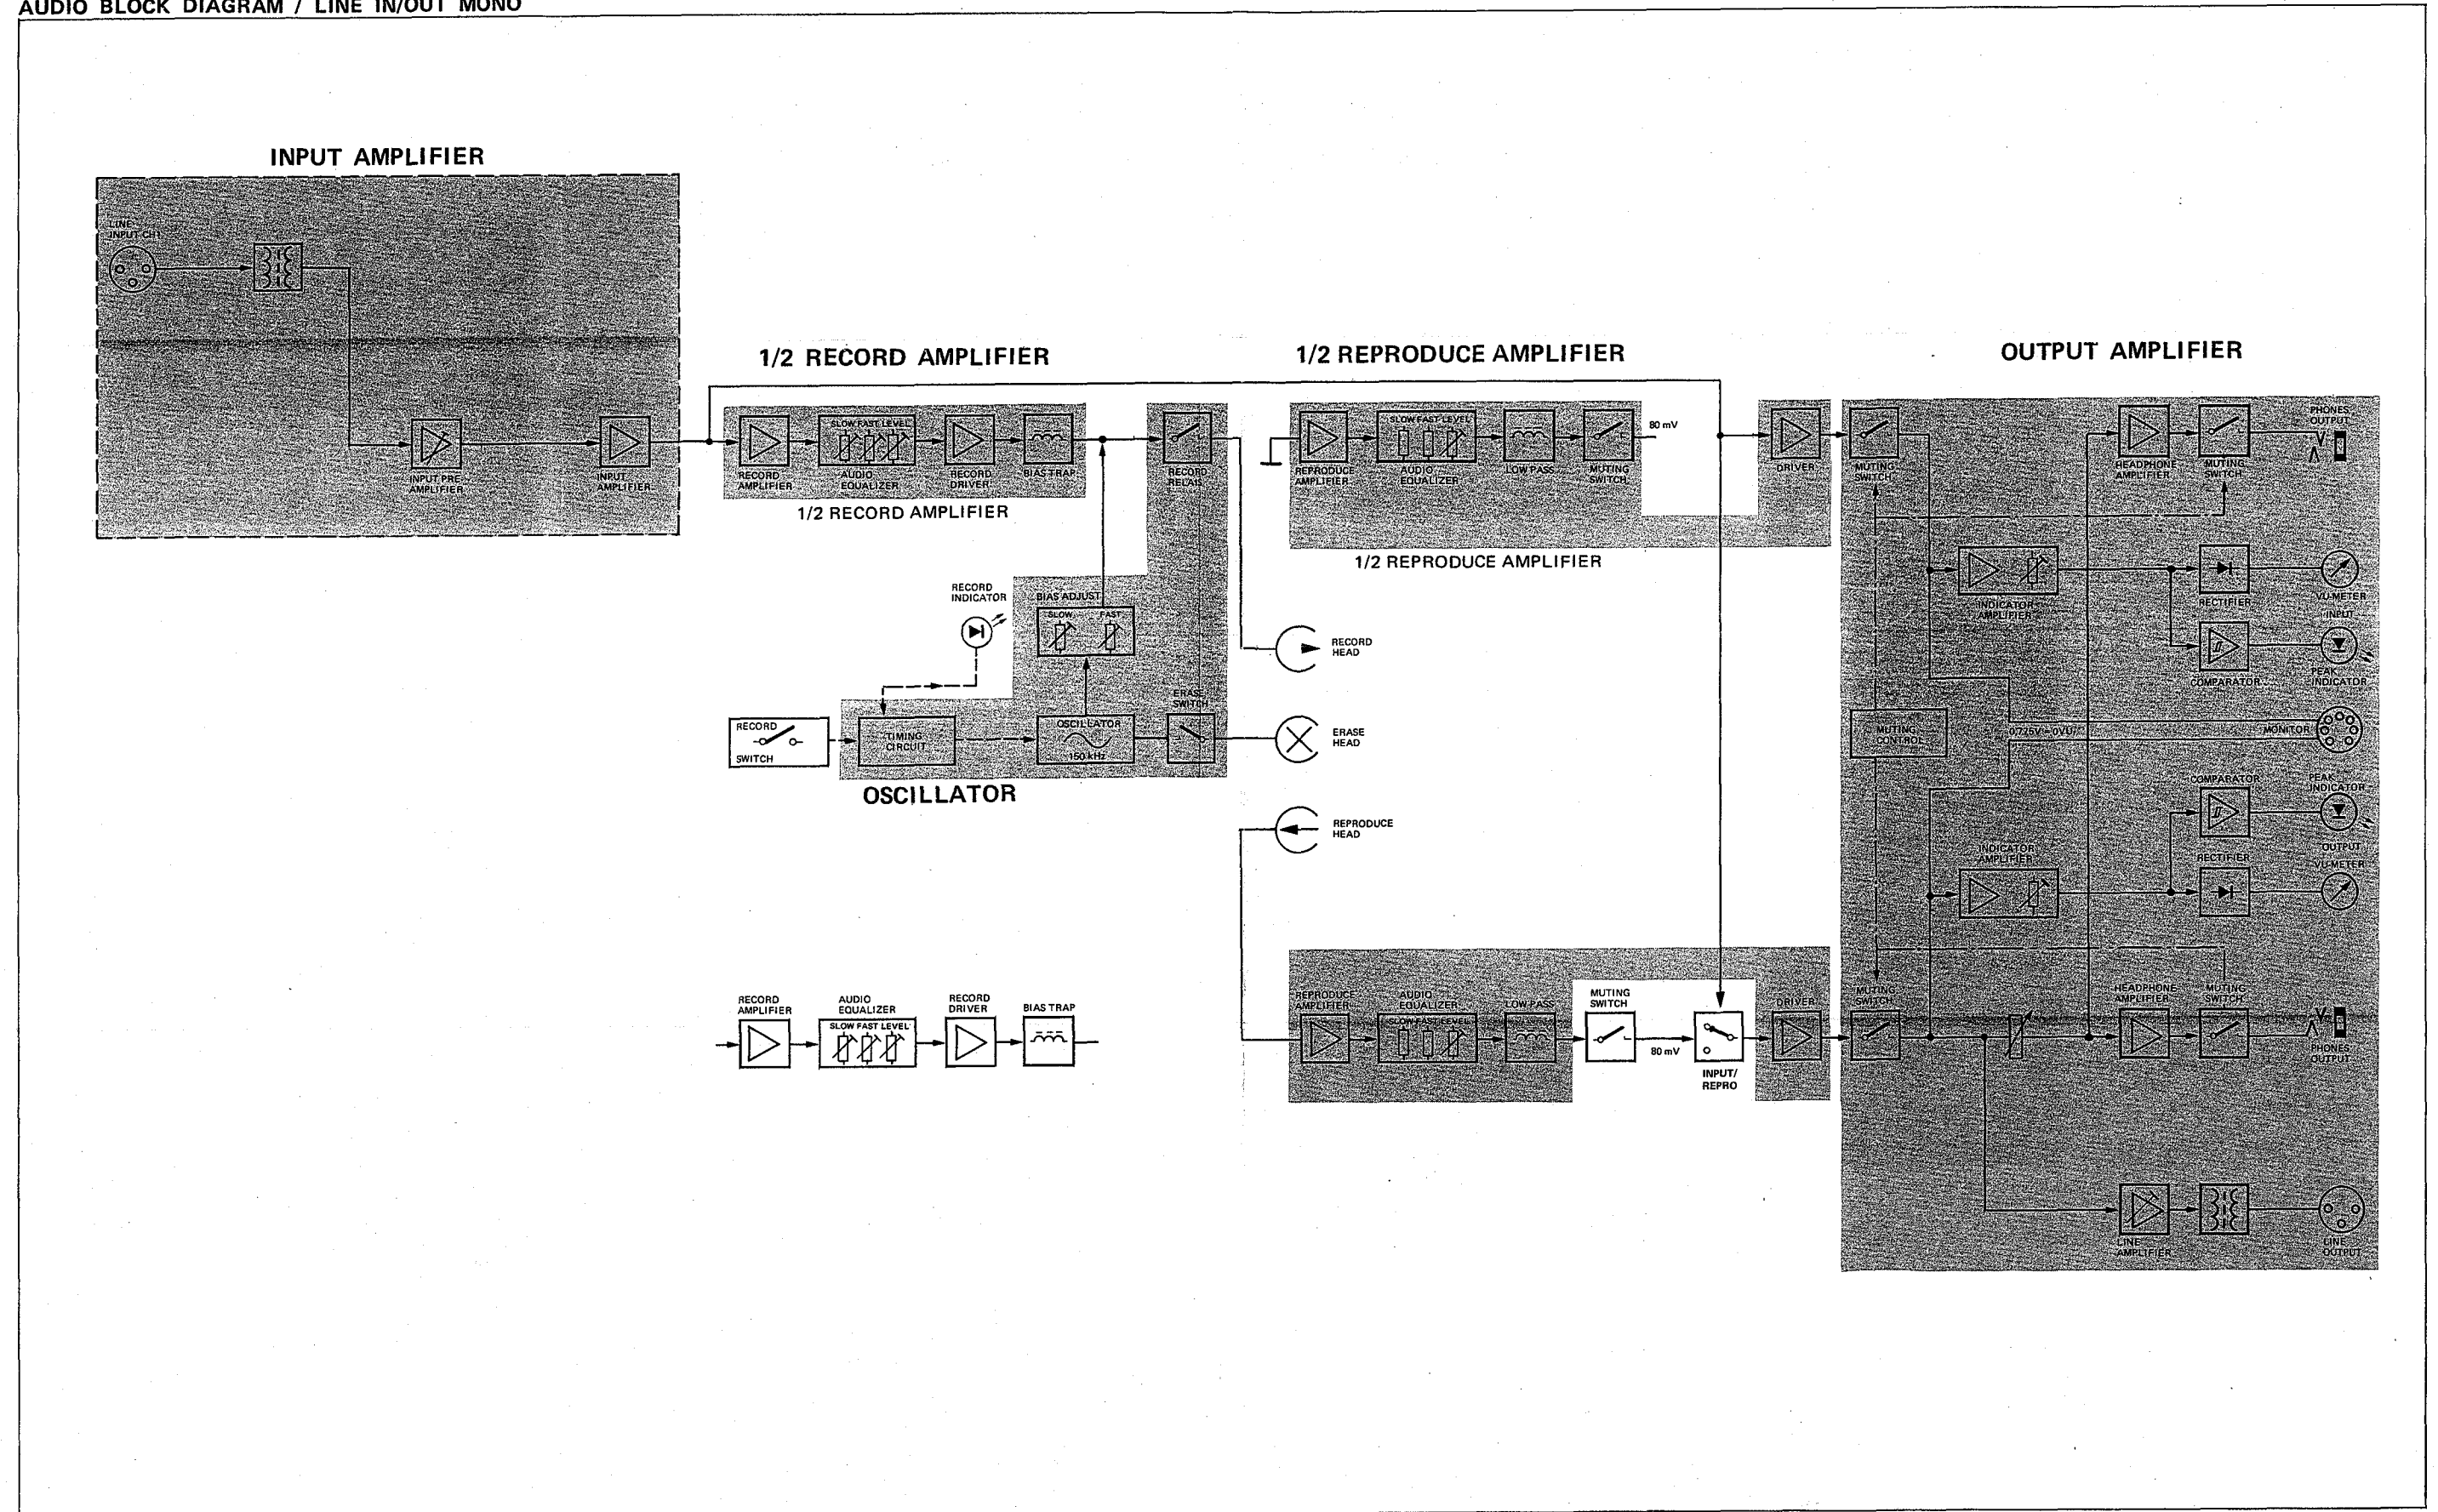 AUDIO BLOCK DIAGRAM / LINE IN/OUT MONO
INPUT AMPLIFIER
LINE
INPUT CH1
INPUT PRE
AMPLIFIER
INPUT
AMPLIFIER
1/2 RECORD AMPLIFIER
RECORD
AMPLIFIER
SLOW FAST LEVEL
AUDIO
EQUALIZER
RECORD
DRIVER
BIAS TRAP
1/2 RECORD AMPLIFIER
RECORD
RELAIS
1/2 REPRODUCE AMPLIFIER
REPRODUCE
AMPLIFIER
SLOW FAST LEVEL
AUDIO
EQUALIZER
LOW PASS
MUTING
SWITCH
80 mV
DRIVER
1/2 REPRODUCE AMPLIFIER
OUTPUT AMPLIFIER
MUTING
SWITCH
HEADPHONE
AMPLIFIER
MUTING
SWITCH
PHONES
OUTPUT
INDICATOR
AMPLIFIER
RECTIFIER
VU-METER
INPUT
COMPARATOR
PEAK
INDICATOR
MUTING
CONTROL
0.775V = 0VU
MONITOR
COMPARATOR
PEAK
INDICATOR
INDICATOR
AMPLIFIER
RECTIFIER
OUTPUT
VU-METER
RECORD
INDICATOR
BIAS ADJUST
SLOW FAST
RECORD
SWITCH
TIMING
CIRCUIT
OSCILLATOR
150 kHz
ERASE
SWITCH
OSCILLATOR
RECORD
HEAD
ERASE
HEAD
REPRODUCE
HEAD
RECORD
AMPLIFIER
AUDIO
EQUALIZER
SLOW FAST LEVEL
RECORD
DRIVER
BIAS TRAP
REPRODUCE
AMPLIFIER
AUDIO
EQUALIZER
SLOW FAST LEVEL
LOW PASS
MUTING
SWITCH
80 mV
INPUT/
REPRO
DRIVER
MUTING
SWITCH
HEADPHONE
AMPLIFIER
MUTING
SWITCH
PHONES
OUTPUT
LINE
AMPLIFIER
LINE
OUTPUT